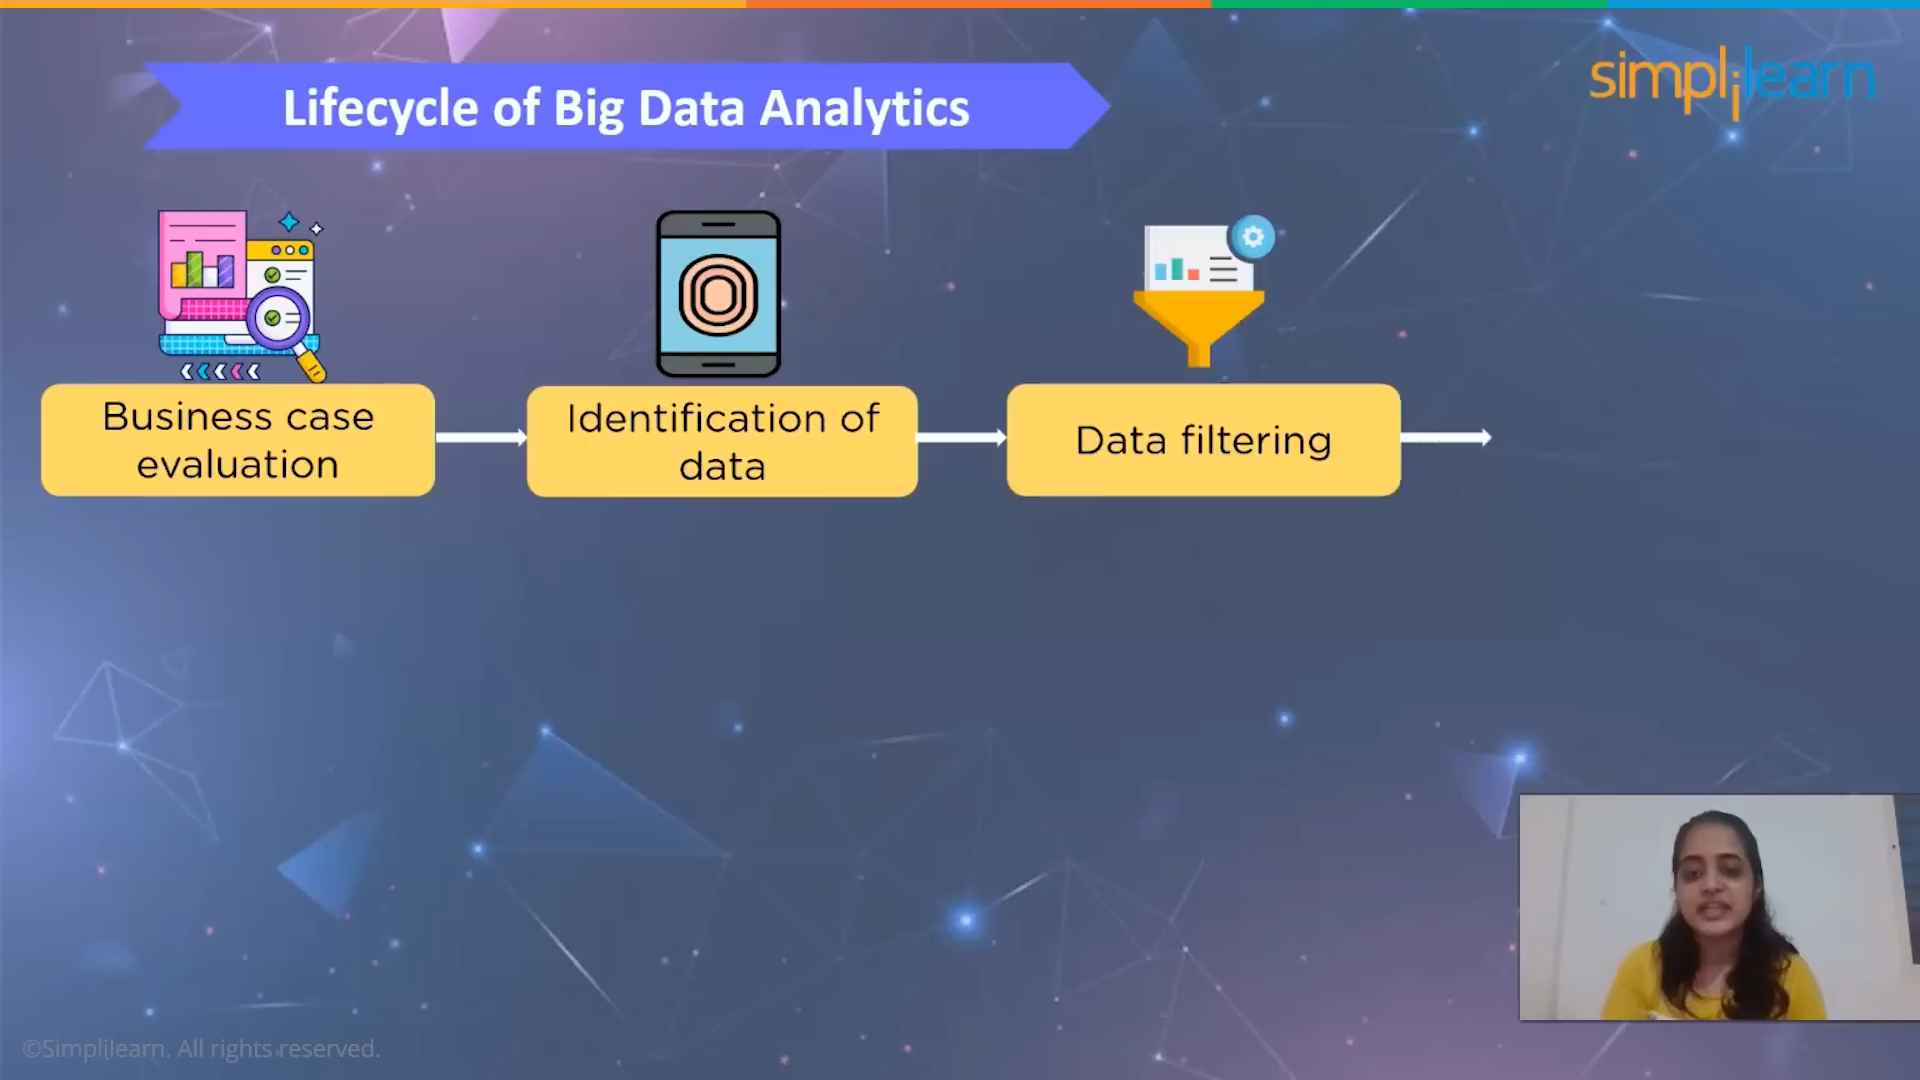 Lifecycle of Big Data Analytics
simplilearn
Business case
evaluation
Identification of
data
Data filtering
©Simplilearn. All rights reserved.